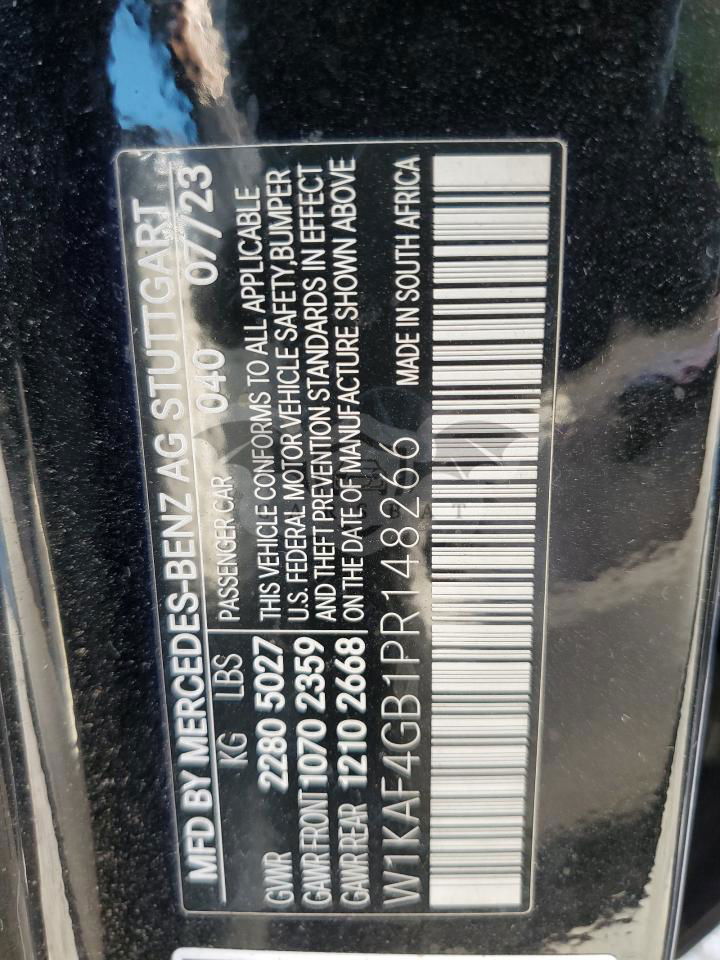 MFD BY MERCEDES-BENZ AG STUTTGART
040 07/23
KG LBS
GWR 2280 5027
GAWR FRONT 1070 2359
GAWR REAR 1210 2668
PASSENGER CAR
THIS VEHICLE CONFORMS TO ALL APPLICABLE
U.S. FEDERAL MOTOR VEHICLE SAFETY,BUMPER
AND THEFT PREVENTION STANDARDS IN EFFECT
ON THE DATE OF MANUFACTURE SHOWN ABOVE
W1KAF4GB1PR148266 MADE IN SOUTH AFRICA